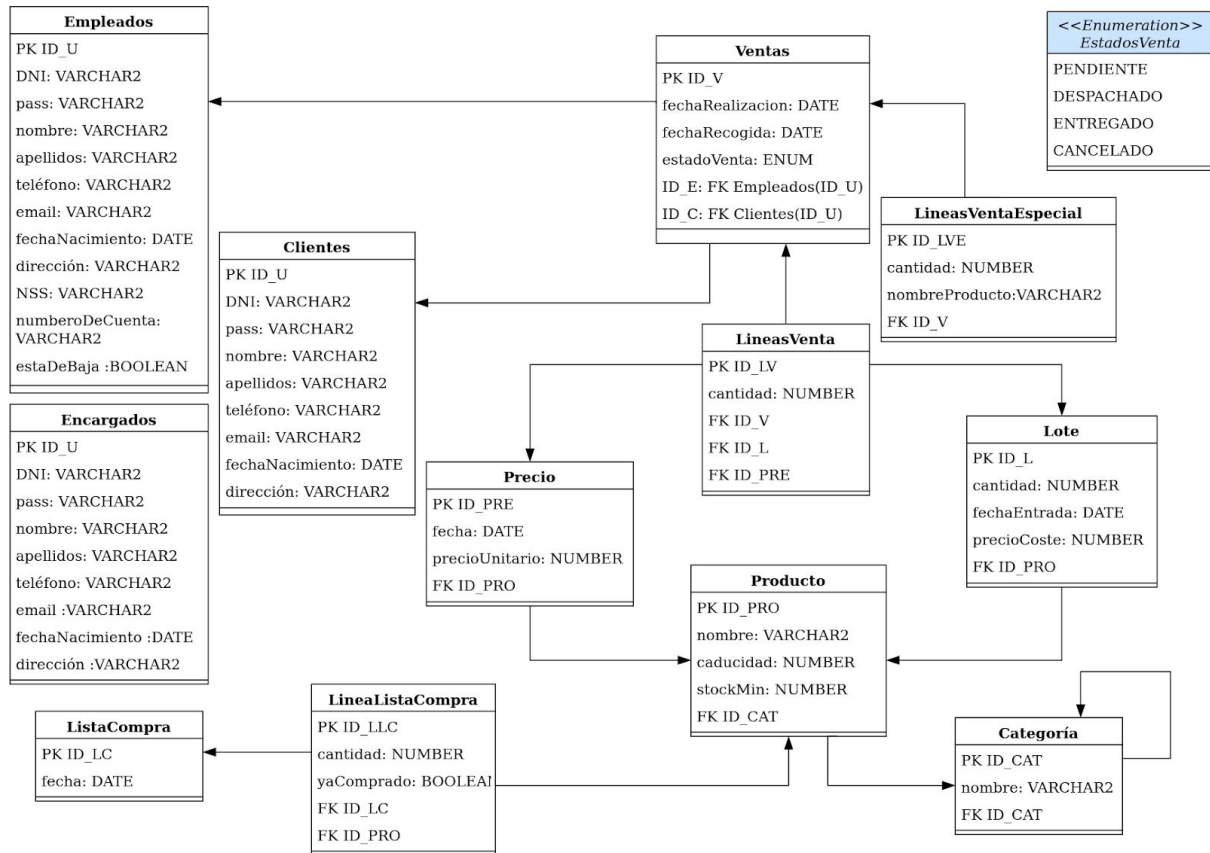 Empleados
PK ID_U
DNI: VARCHAR2
pass: VARCHAR2
nombre: VARCHAR2
apellidos: VARCHAR2
teléfono: VARCHAR2
email: VARCHAR2
fechaNacimiento: DATE
dirección: VARCHAR2
NSS: VARCHAR2
numberoDeCuenta:
VARCHAR2
estaDeBaja :BOOLEAN
Encargados
PK ID_U
DNI: VARCHAR2
pass: VARCHAR2
nombre: VARCHAR2
apellidos: VARCHAR2
teléfono: VARCHAR2
email :VARCHAR2
fechaNacimiento :DATE
dirección :VARCHAR2
Clientes
PK ID_U
DNI: VARCHAR2
pass: VARCHAR2
nombre: VARCHAR2
apellidos: VARCHAR2
teléfono: VARCHAR2
email: VARCHAR2
fechaNacimiento: DATE
dirección: VARCHAR2
Ventas
PK ID_V
fechaRealizacion: DATE
fechaRecogida: DATE
estadoVenta: ENUM
ID_E: FK Empleados(ID_U)
ID_C: FK Clientes(ID_U)
<<Enumeration>>
EstadosVenta
PENDIENTE
DESPACHADO
ENTREGADO
CANCELADO
LineasVentaEspecial
PK ID_LVE
cantidad: NUMBER
nombreProducto:VARCHAR2
FK ID_V
LineasVenta
PK ID_LV
cantidad: NUMBER
FK ID_V
FK ID_L
FK ID_PRE
Precio
PK ID_PRE
fecha: DATE
precioUnitario: NUMBER
FK ID_PRO
Lote
PK ID_L
cantidad: NUMBER
fechaEntrada: DATE
precioCoste: NUMBER
FK ID_PRO
Producto
PK ID_PRO
nombre: VARCHAR2
caducidad: NUMBER
stockMin: NUMBER
FK ID_CAT
ListaCompra
PK ID_LC
fecha: DATE
LineaListaCompra
PK ID_LLC
cantidad: NUMBER
yaComprado: BOOLEAN
FK ID_LC
FK ID_PRO
Categoría
PK ID_CAT
nombre: VARCHAR2
FK ID_CAT